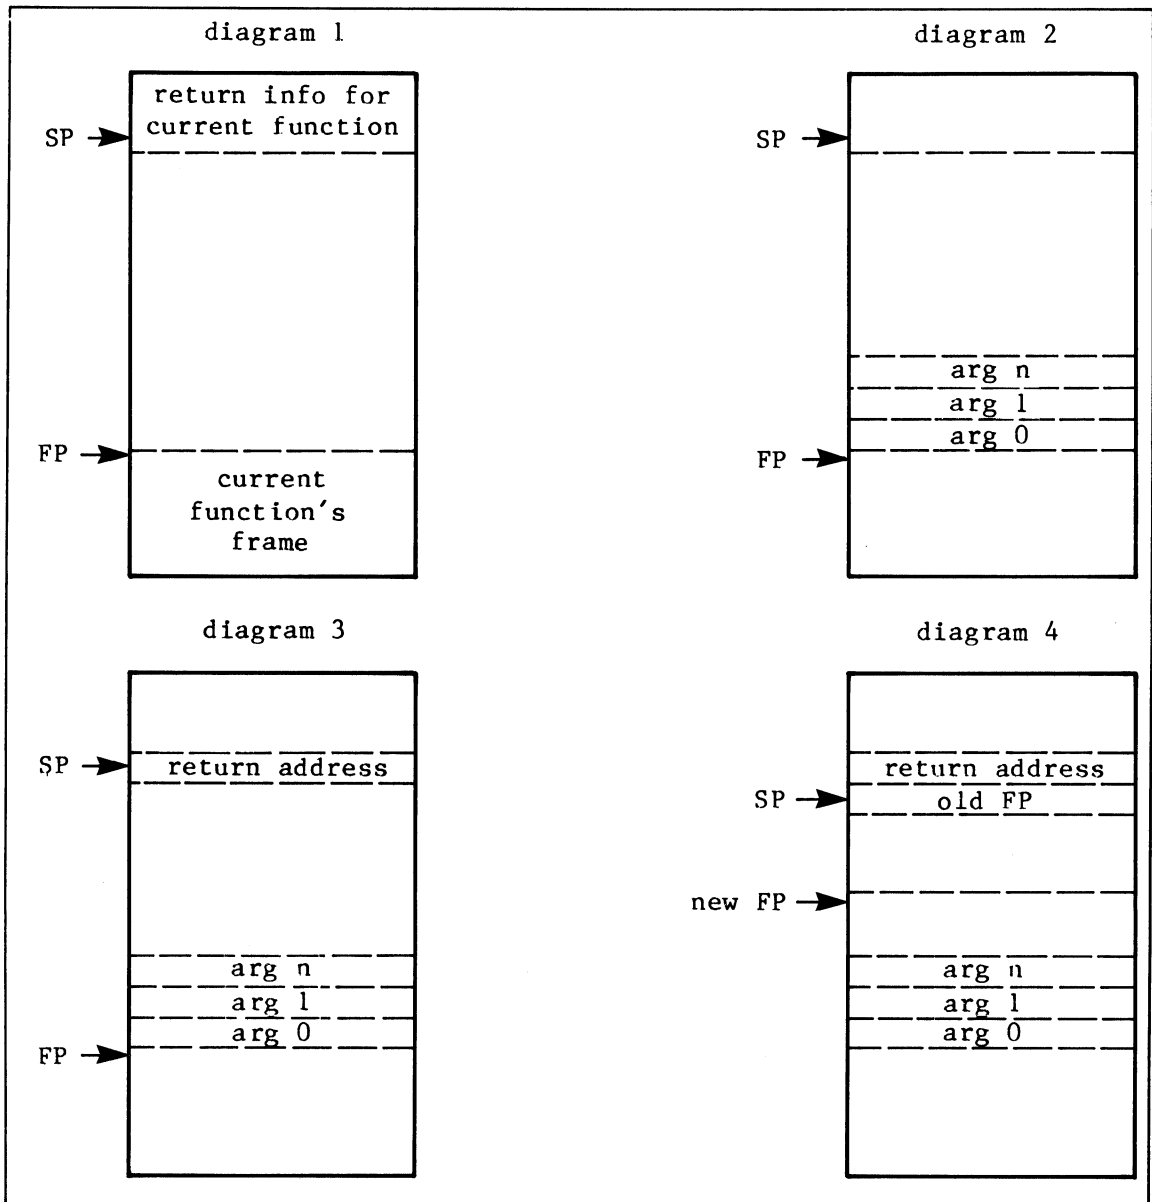 diagram 1
return info for
current function
SP
FP
current
function's
frame
diagram 2
SP
arg n
arg 1
arg 0
FP
diagram 3
SP
return address
arg n
arg 1
arg 0
FP
diagram 4
return address
SP
old FP
new FP
arg n
arg 1
arg 0